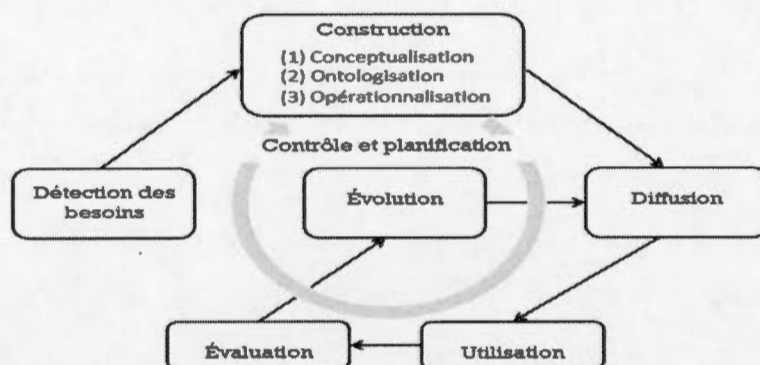 Construction
(1) Conceptualisation
(2) Ontologisation
(3) Opérationnalisation
Contrôle et planification
Détection des
besoins
Évolution
Diffusion
Évaluation
Utilisation